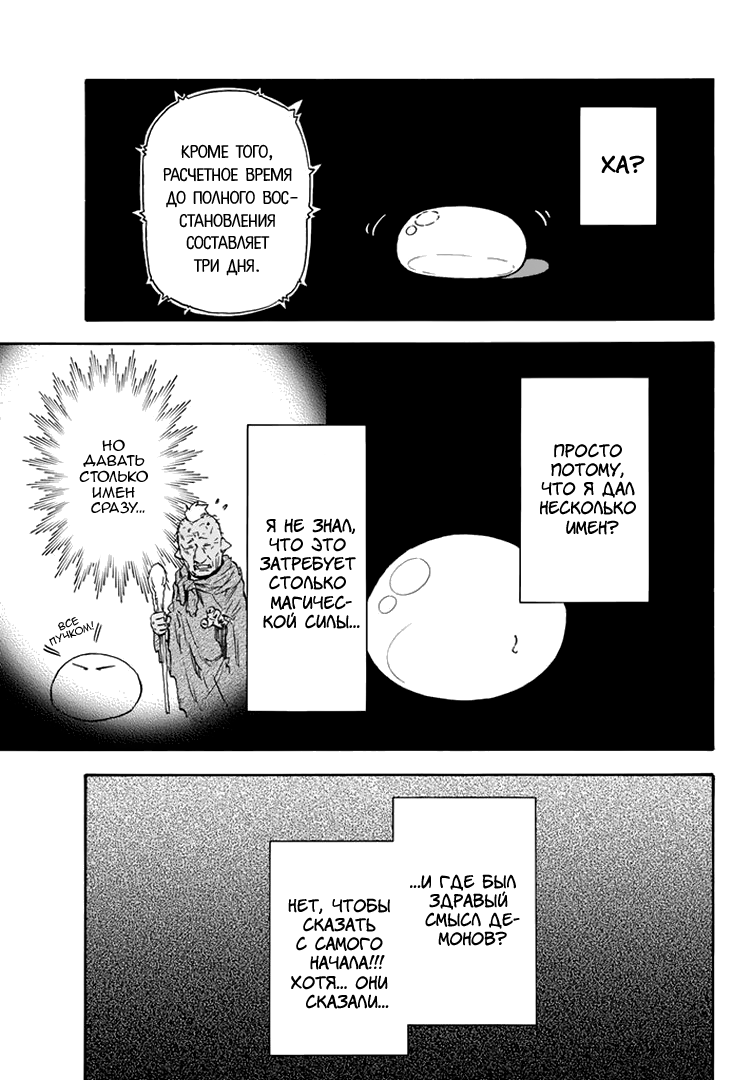 ХА?
КРОМЕ ТОГО,
РАСЧЕТНОЕ ВРЕМЯ
ДО ПОЛНОГО ВОС-
СТАНОВЛЕНИЯ
СОСТАВЛЯЕТ
ТРИ ДНЯ.
ПРОСТО
ПОТОМУ,
ЧТО Я ДАЛ
НЕСКОЛЬКО
ИМЕН?
Я НЕ ЗНАЛ,
ЧТО ЭТО
ЗАТРЕБУЕТ
СТОЛЬКО
МАГИЧЕС-
КОЙ СИЛЫ...
НО
ДАВАТЬ
СТОЛЬКО
ИМЕН
СРАЗУ...
ВСЕ
ПУЧКОМ!
...И ГДЕ БЫЛ
ЗДРАВЫЙ
СМЫСЛ ДЕ-
МОНОВ?
НЕТ, ЧТОБЫ
СКАЗАТЬ
С САМОГО
НАЧАЛА!!!
ХОТЯ... ОНИ
СКАЗАЛИ...